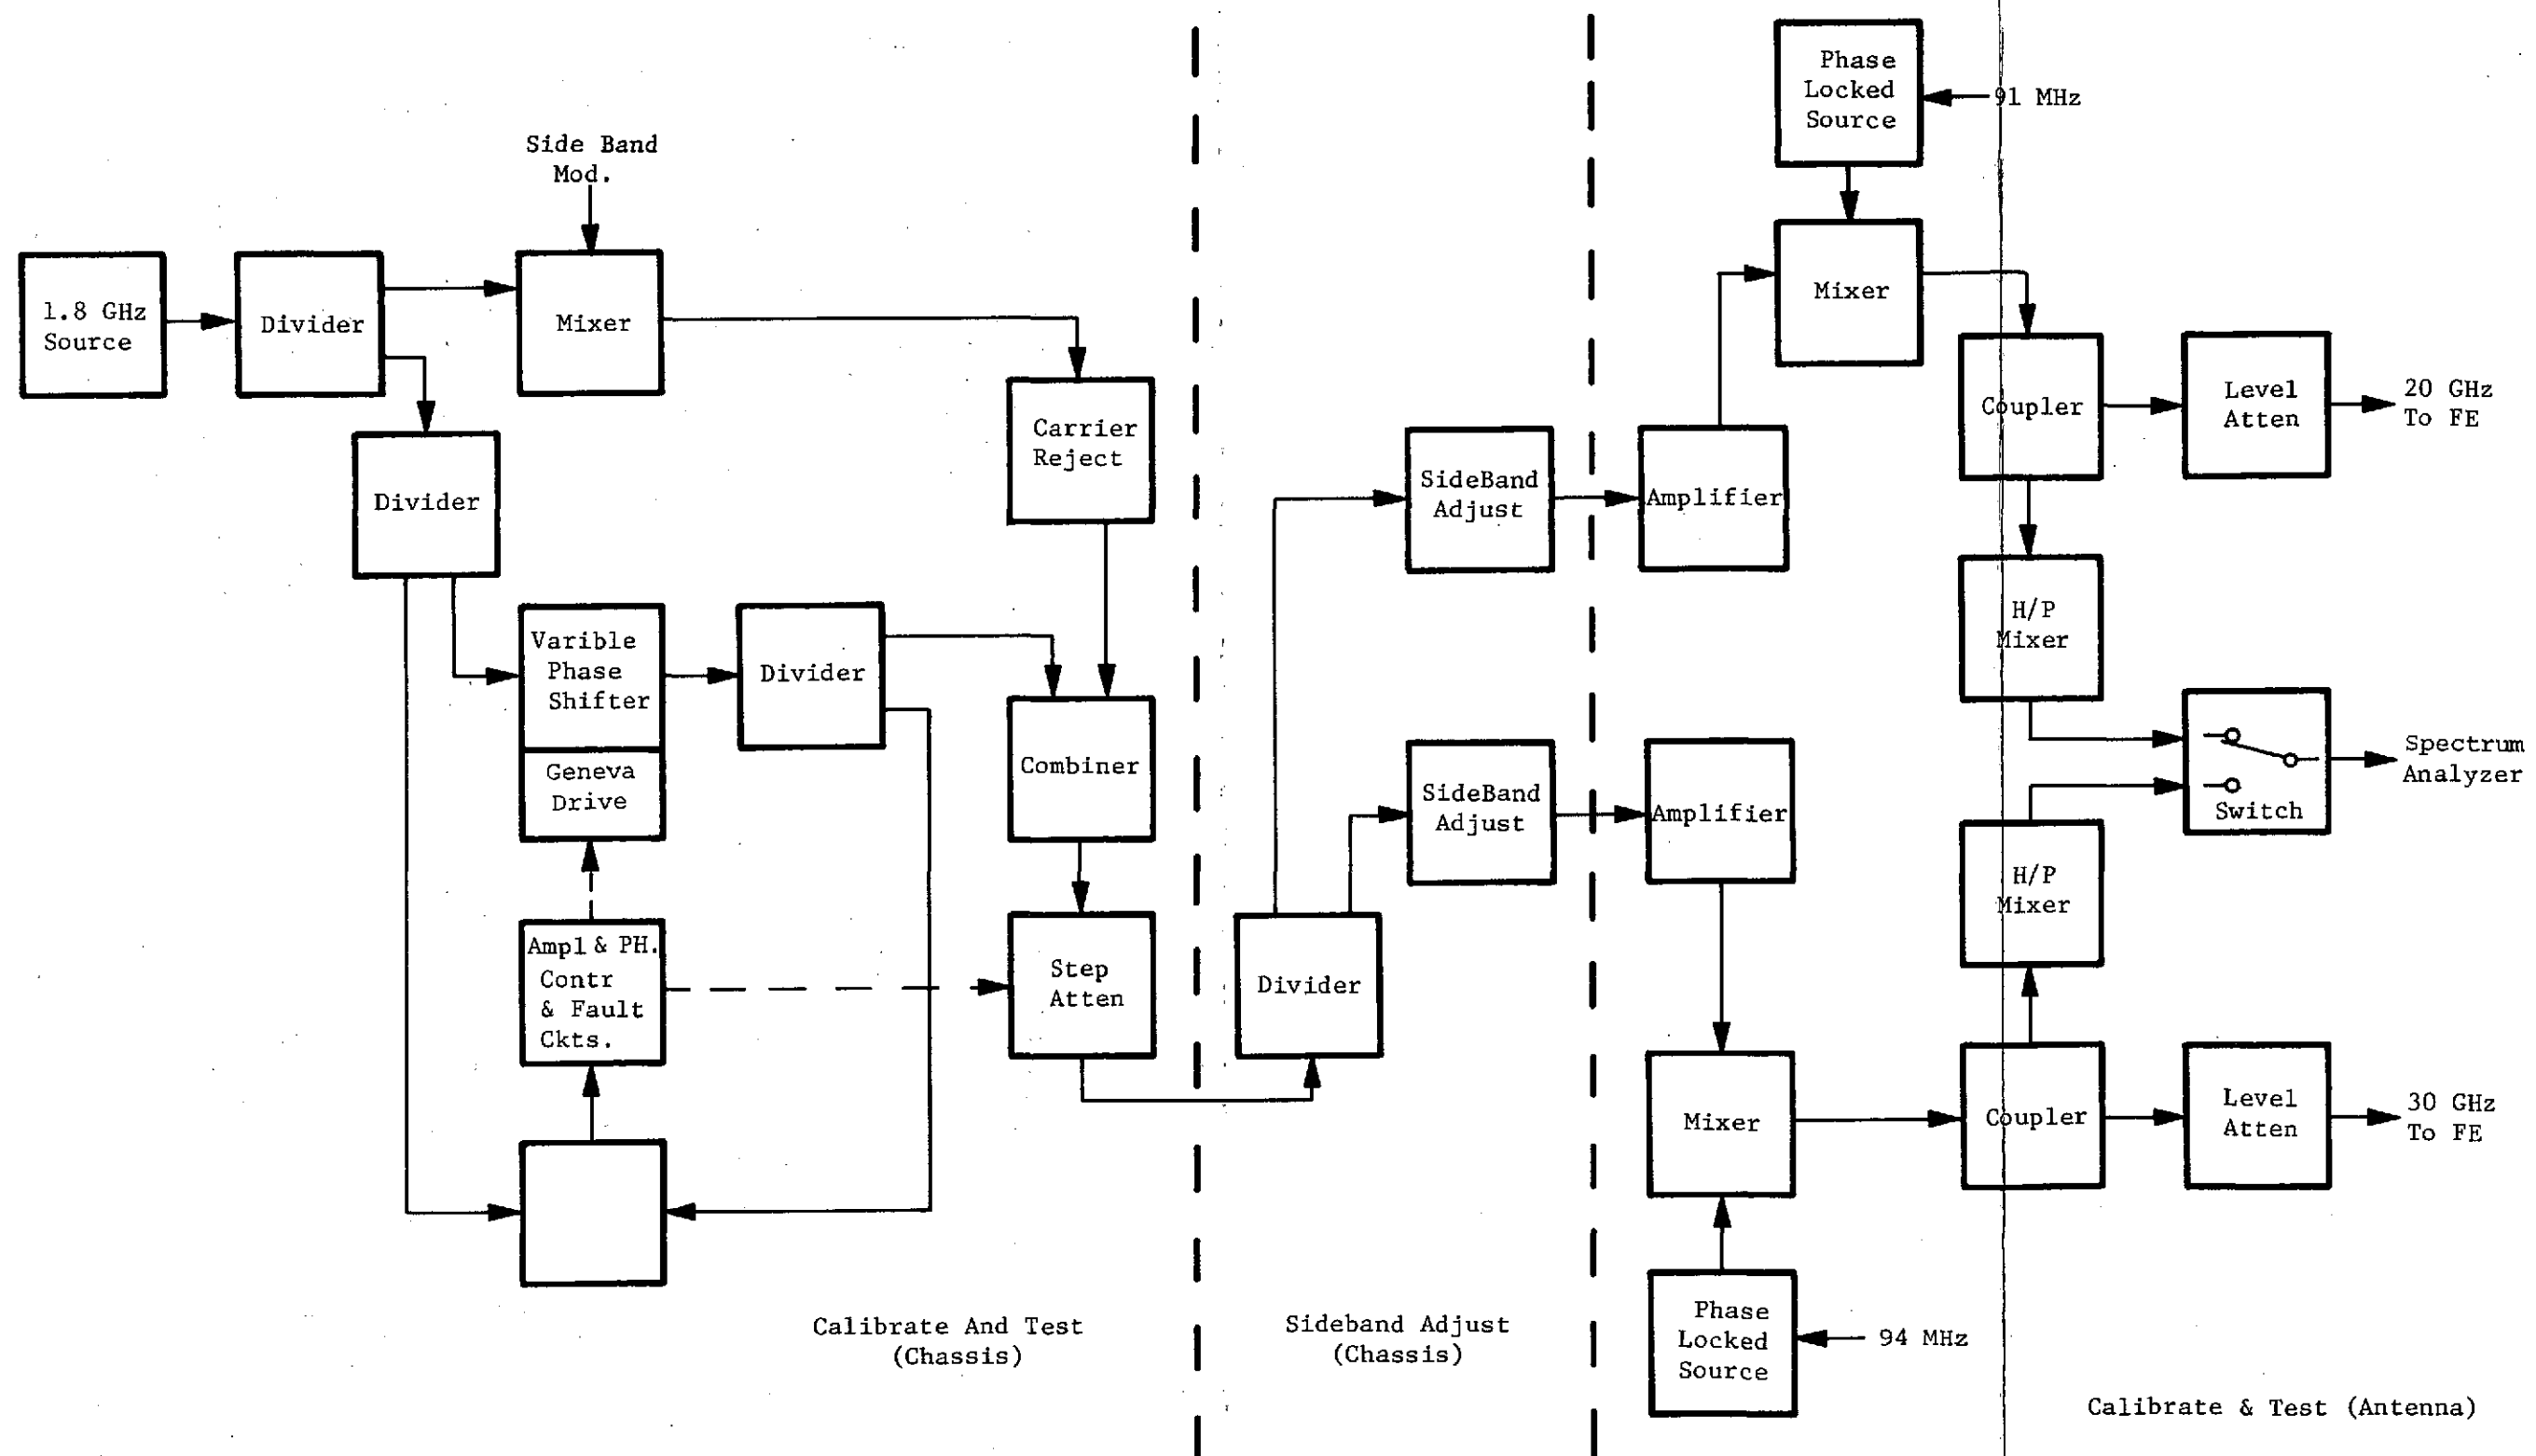 Phase
Locked
Source
91 MHz
Side Band
Mod.
1.8 GHz
Source
Divider
Mixer
Mixer
Carrier
Reject
Coupler
Level
Atten
20 GHz
To FE
Divider
SideBand
Adjust
Amplifier
Varible
Phase
Shifter
Geneva
Drive
Divider
Combiner
H/P
Mixer
SideBand
Adjust
Amplifier
Switch
Spectrum
Analyzer
H/P
Mixer
Ampl & PH.
Contr
& Fault
Ckts.
Step
Atten
Divider
Mixer
Coupler
Level
Atten
30 GHz
To FE
Phase
Locked
Source
94 MHz
Calibrate And Test
(Chassis)
Sideband Adjust
(Chassis)
Calibrate & Test (Antenna)